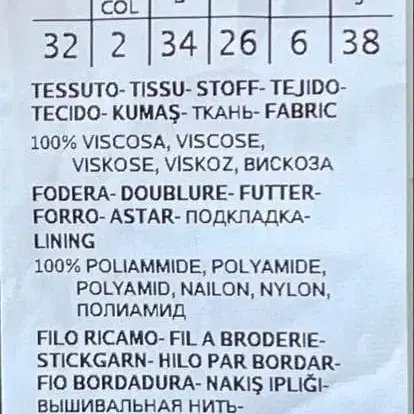 COL
32 2 34 26 6 38
TESSUTO- TISSU- STOFF- TEJIDO-
TECIDO- KUMAŞ- ТКАНЬ- FABRIC
100% VISCOSA, VISCOSE,
VISKOSE, VİSKOZ, ВИСКОЗА
FODERA- DOUBLURE- FUTTER-
FORRO- ASTAR- ПОДКЛАДКА-
LINING
100% POLIAMMIDE, POLYAMIDE,
POLYAMID, NAILON, NYLON,
ПОЛИАМИД
FILO RICAMO- FIL A BRODERIE-
STICKGARN- HILO PAR BORDAR-
FIO BORDADURA- NAKIŞ IPLIĞI-
ВЫШИВАЛЬНАЯ НИТЬ-